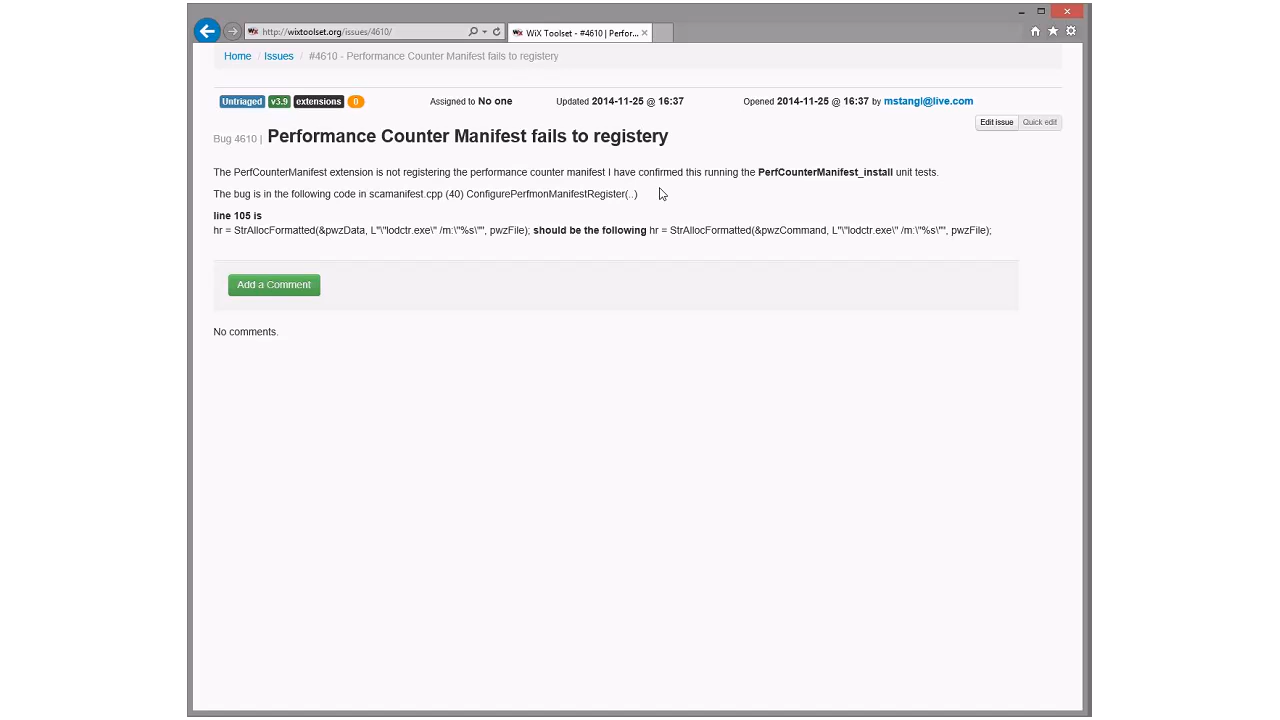 http://wixtoolset.org/issues/4610/
WiX Toolset - #4610 | Perfor...
Home / Issues / #4610 - Performance Counter Manifest fails to registery
Untriaged v3.9 extensions 0 Assigned to No one Updated 2014-11-25 @ 16:37 Opened 2014-11-25 @ 16:37 by mstangl@live.com
Edit issue Quick edit
Bug 4610 | Performance Counter Manifest fails to registery
The PerfCounterManifest extension is not registering the performance counter manifest I have confirmed this running the PerfCounterManifest_install unit tests.
The bug is in the following code in scamanifest.cpp (40) ConfigurePerfmonManifestRegister(..)
line 105 is
hr = StrAllocFormatted(&pwzData, L"\"lodctr.exe\" /m:\"%s\"", pwzFile); should be the following hr = StrAllocFormatted(&pwzCommand, L"\"lodctr.exe\" /m:\"%s\"", pwzFile);
Add a Comment
No comments.